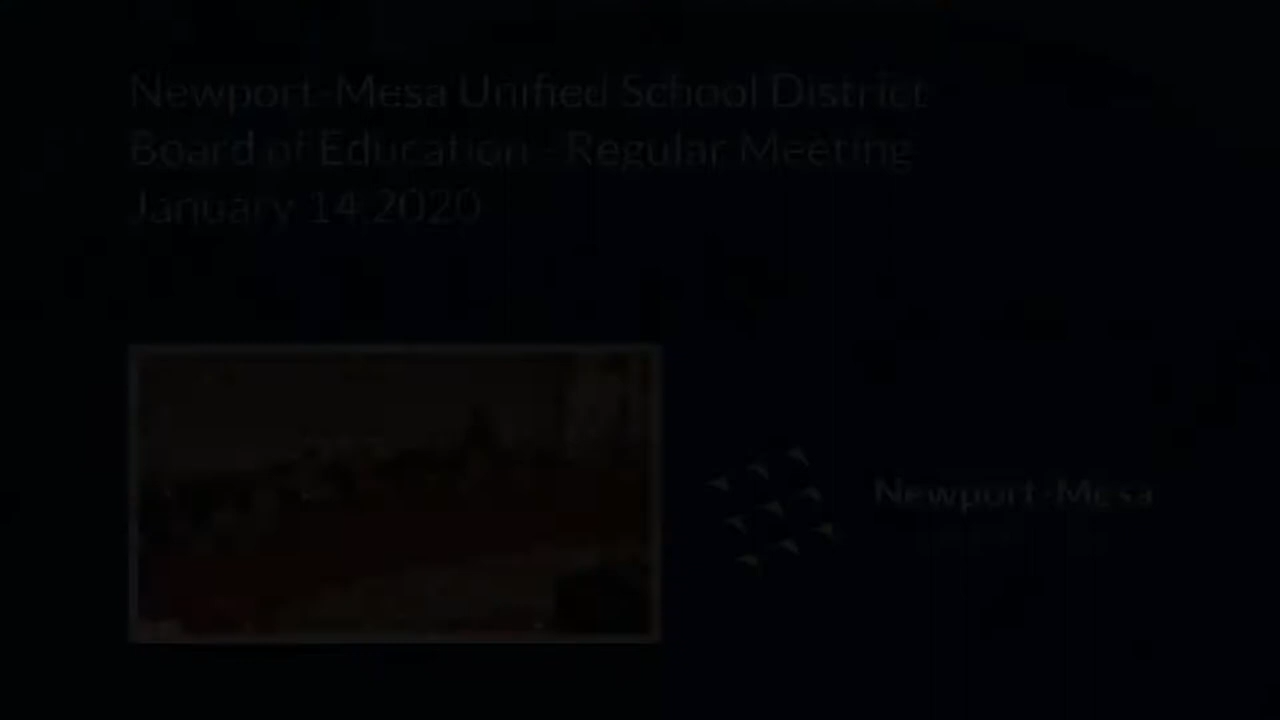 Newport-Mesa Unified School District
Board of Education - Regular Meeting
January 14, 2020
Newport-Mesa